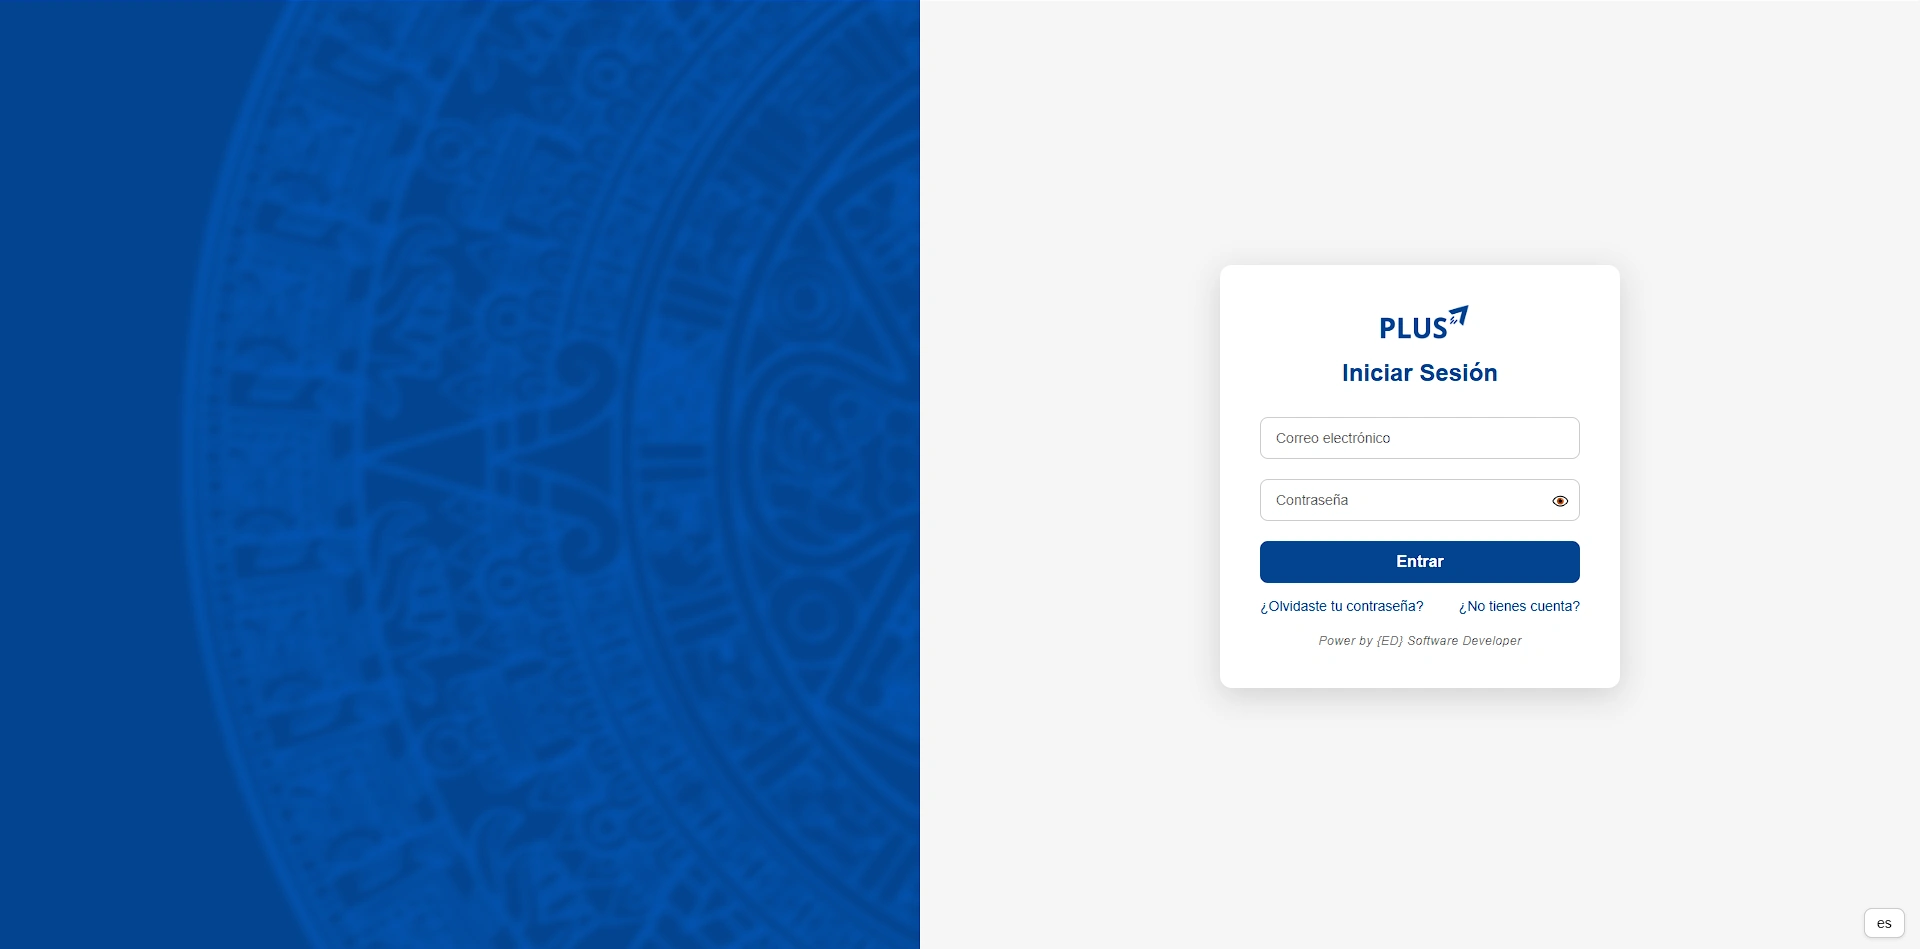 PLUS
Iniciar Sesión
Correo electrónico
Contraseña
Entrar
¿Olvidaste tu contraseña? ¿No tienes cuenta?
Power by {ED} Software Developer
es